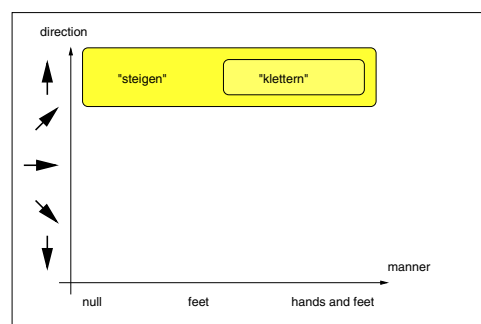 direction
"steigen" "klettern"
manner
null feet hands and feet